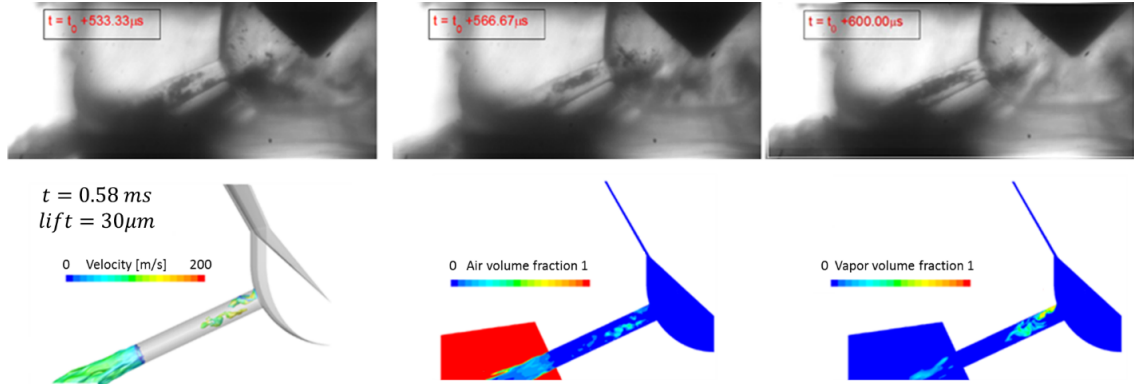 t = t0 +533.33μs
t = t0 +566.67μs
t = t0 +600.00μs
t = 0.58 ms
lift = 30μm
0 Velocity [m/s] 200
0 Air volume fraction 1
0 Vapor volume fraction 1